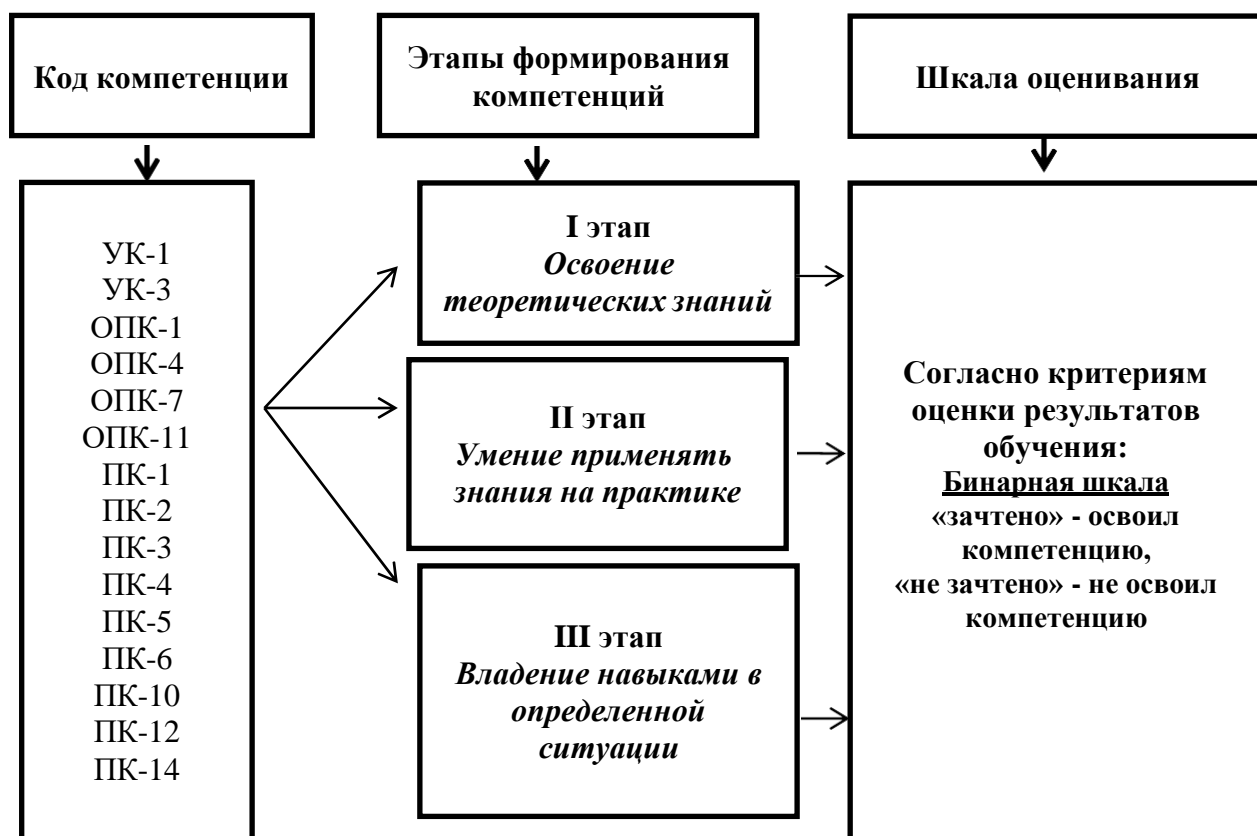 Код компетенции
Этапы формирования
компетенций
Шкала оценивания
УК-1
УК-3
ОПК-1
ОПК-4
ОПК-7
ОПК-11
ПК-1
ПК-2
ПК-3
ПК-4
ПК-5
ПК-6
ПК-10
ПК-12
ПК-14
I этап
Освоение
теоретических знаний
II этап
Умение применять
знания на практике
III этап
Владение навыками в
определенной
ситуации
Согласно критериям
оценки результатов
обучения:
Бинарная шкала
«зачтено» - освоил
компетенцию,
«не зачтено» - не освоил
компетенцию